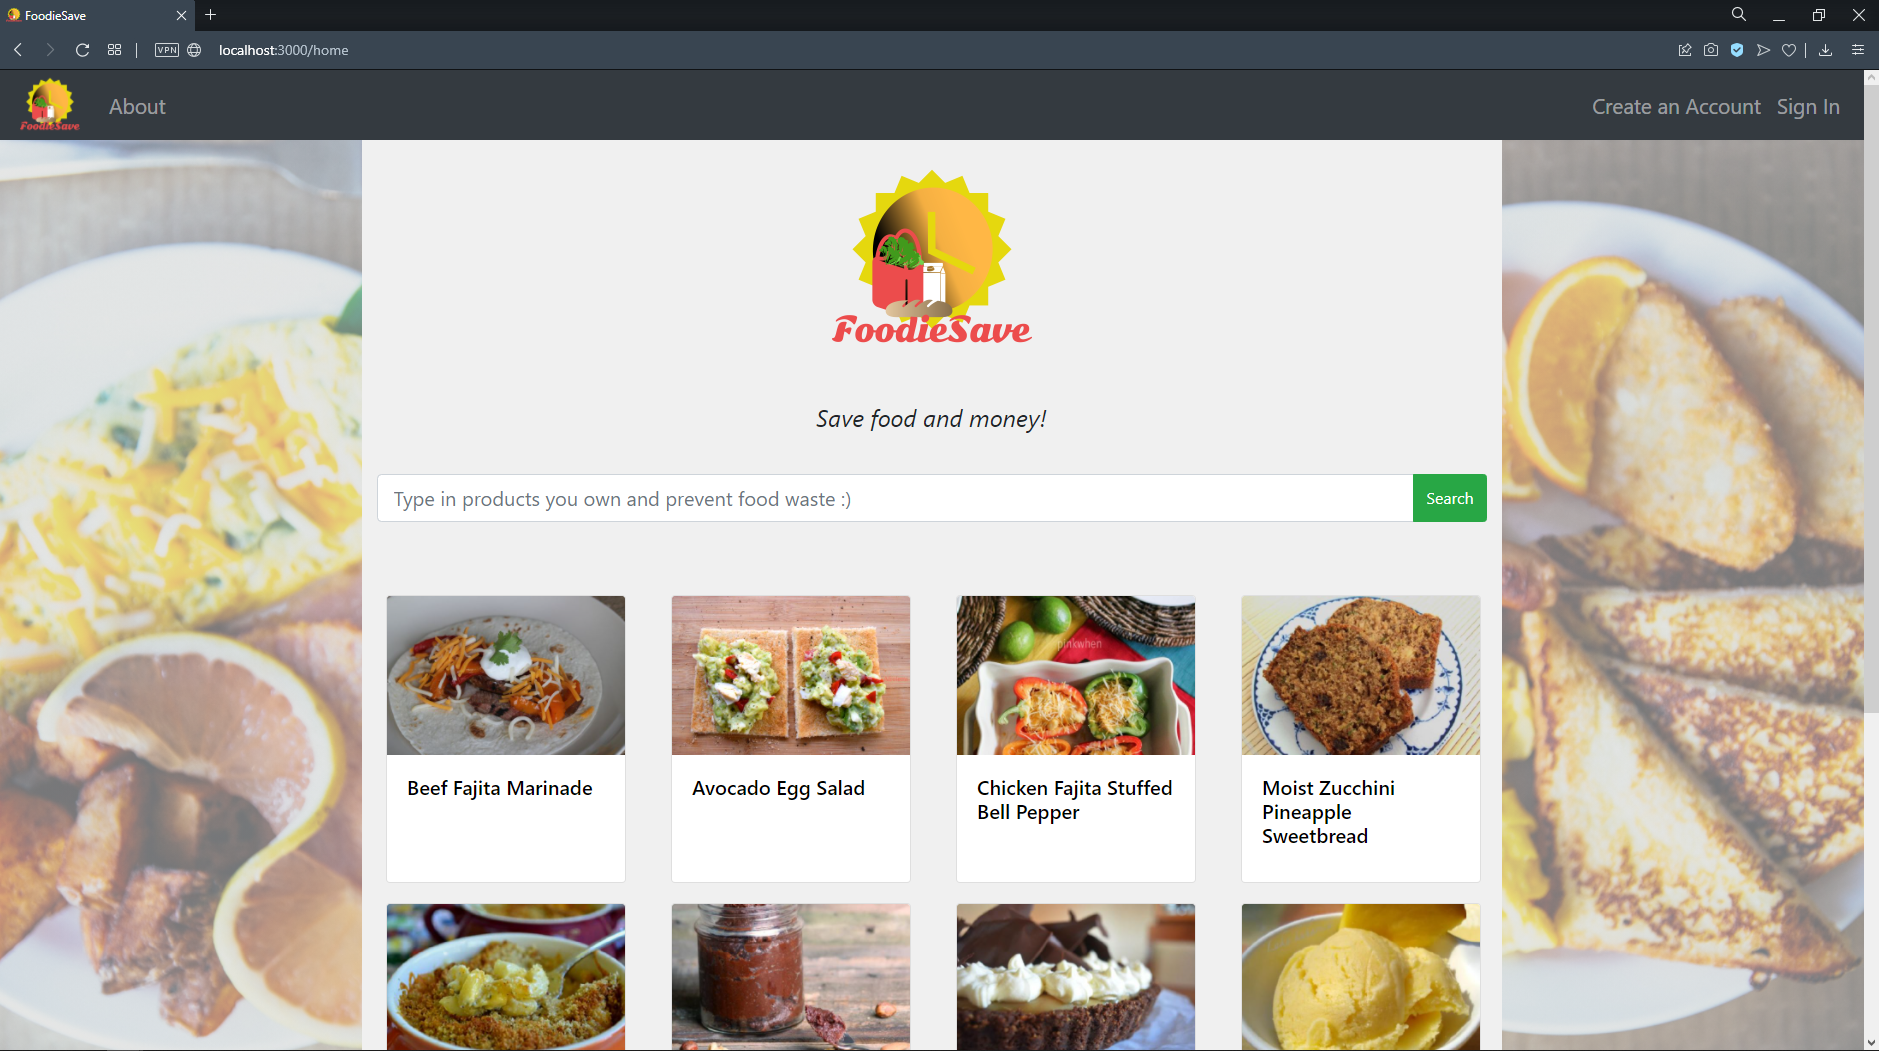 FoodieSave
VPN
localhost:3000/home
FoodieSave
About
Create an Account
Sign In
FoodieSave
Save food and money!
Type in products you own and prevent food waste :)
Search
pinkwhen
Beef Fajita Marinade
Avocado Egg Salad
Chicken Fajita Stuffed
Bell Pepper
Moist Zucchini
Pineapple
Sweetbread